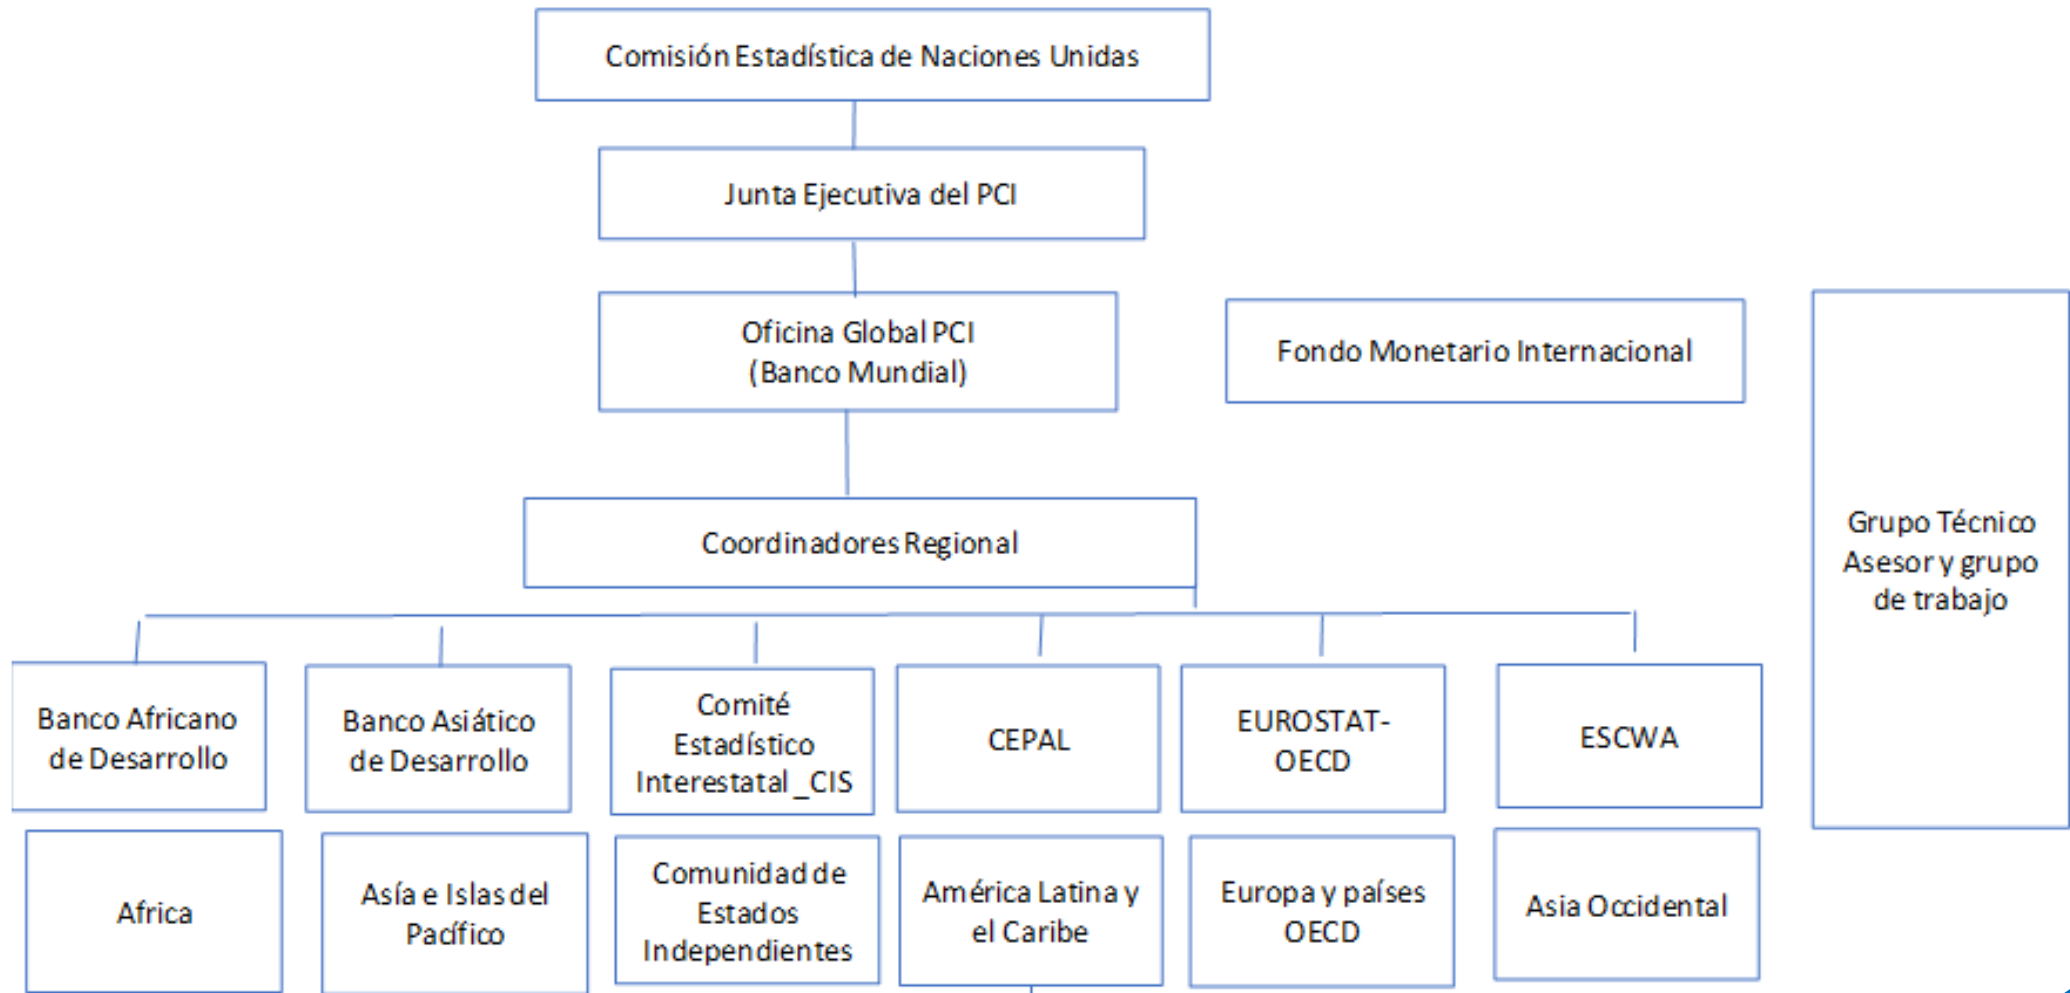 Comisión Estadística de Naciones Unidas
Junta Ejecutiva del PCI
Oficina Global PCI
(Banco Mundial)
Fondo Monetario Internacional
Coordinadores Regional
Grupo Técnico
Asesor y grupo
de trabajo
Banco Africano
de Desarrollo
Banco Asiático
de Desarrollo
Comité
Estadístico
Interestatal _CIS
CEPAL
EUROSTAT-
OECD
ESCWA
Africa
Asía e Islas del
Pacífico
Comunidad de
Estados
Independientes
América Latina y
el Caribe
Europa y países
OECD
Asia Occidental